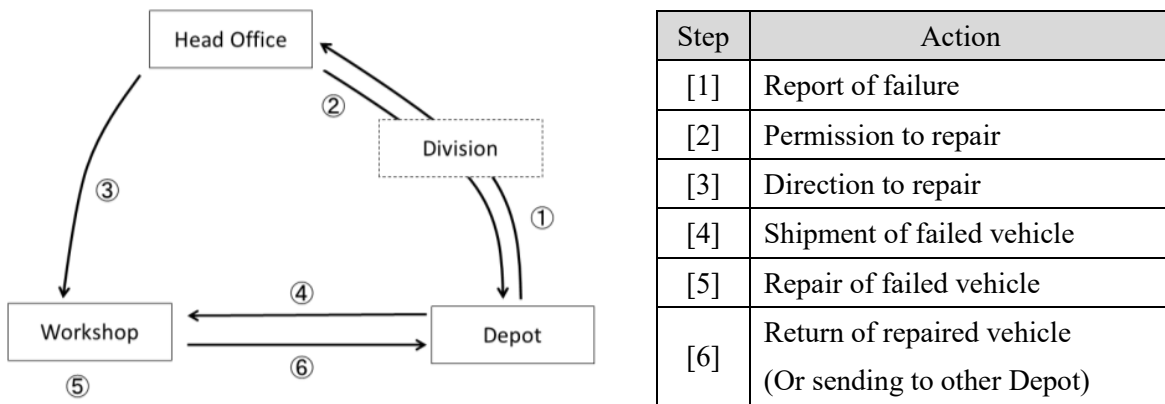 Head Office
②
Division
③
①
④
Workshop
Depot
⑥
⑤
Step Action
[1] Report of failure
[2] Permission to repair
[3] Direction to repair
[4] Shipment of failed vehicle
[5] Repair of failed vehicle
[6] Return of repaired vehicle
(Or sending to other Depot)